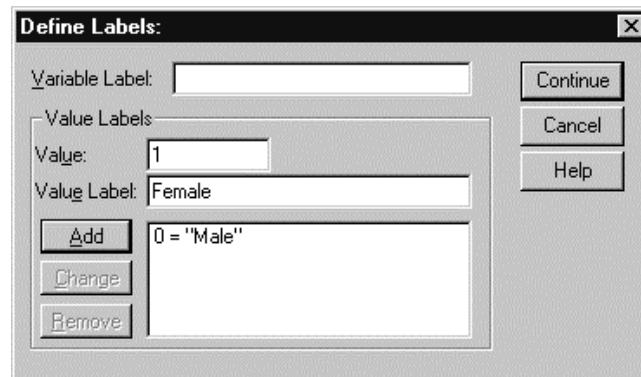 Define Labels:
Variable Label:
Continue
Value Labels
Cancel
Value: 1
Help
Value Label: Female
Add
0 = "Male"
Change
Remove